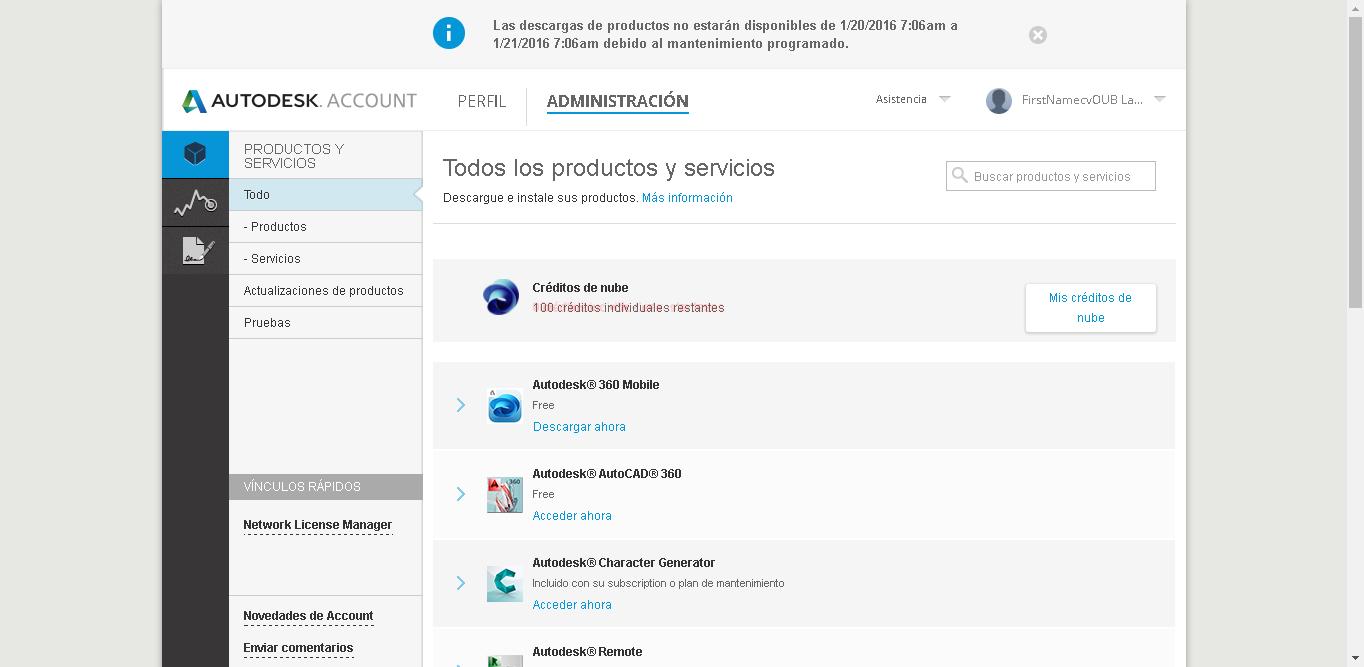 Las descargas de productos no estarán disponibles de 1/20/2016 7:06am a
1/21/2016 7:06am debido al mantenimiento programado.
AUTODESK. ACCOUNT
PERFIL
ADMINISTRACIÓN
Asistencia
FirstNamecvOUB La...
PRODUCTOS Y
SERVICIOS
Todo
- Productos
- Servicios
Actualizaciones de productos
Pruebas
VÍNCULOS RÁPIDOS
Network License Manager
Novedades de Account
Enviar comentarios
Todos los productos y servicios
Descargue e instale sus productos. Más información
Buscar productos y servicios
Créditos de nube
100 créditos individuales restantes
Mis créditos de
nube
Autodesk® 360 Mobile
Free
Descargar ahora
360
Autodesk® AutoCAD® 360
Free
Acceder ahora
Autodesk® Character Generator
Incluido con su subscription o plan de mantenimiento
Acceder ahora
Autodesk® Remote